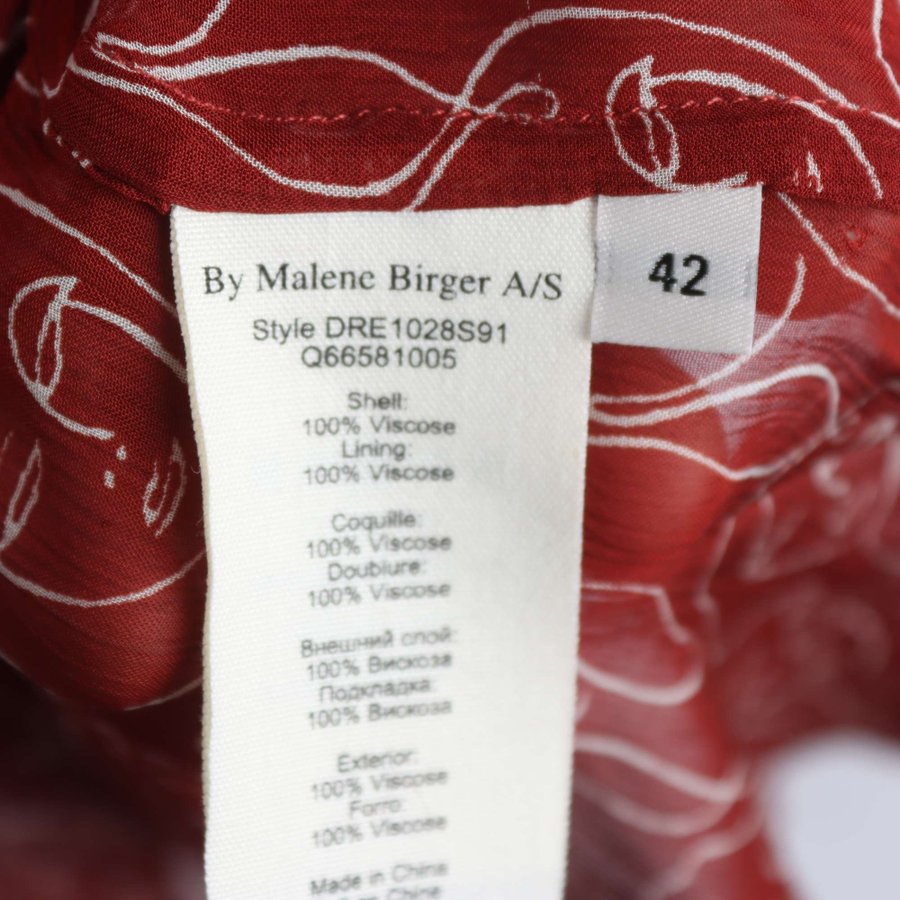 By Malene Birger A/S
42
Style DRE1028S91
Q66581005
Shell:
100% Viscose
Lining:
100% Viscose
Coquille:
100% Viscose
Doublure:
100% Viscose
Внешний слой:
100% Вискоза
Подкладка:
100% Вискоза
Exterior:
100% Viscose
Forro:
100% Viscose
Made in China